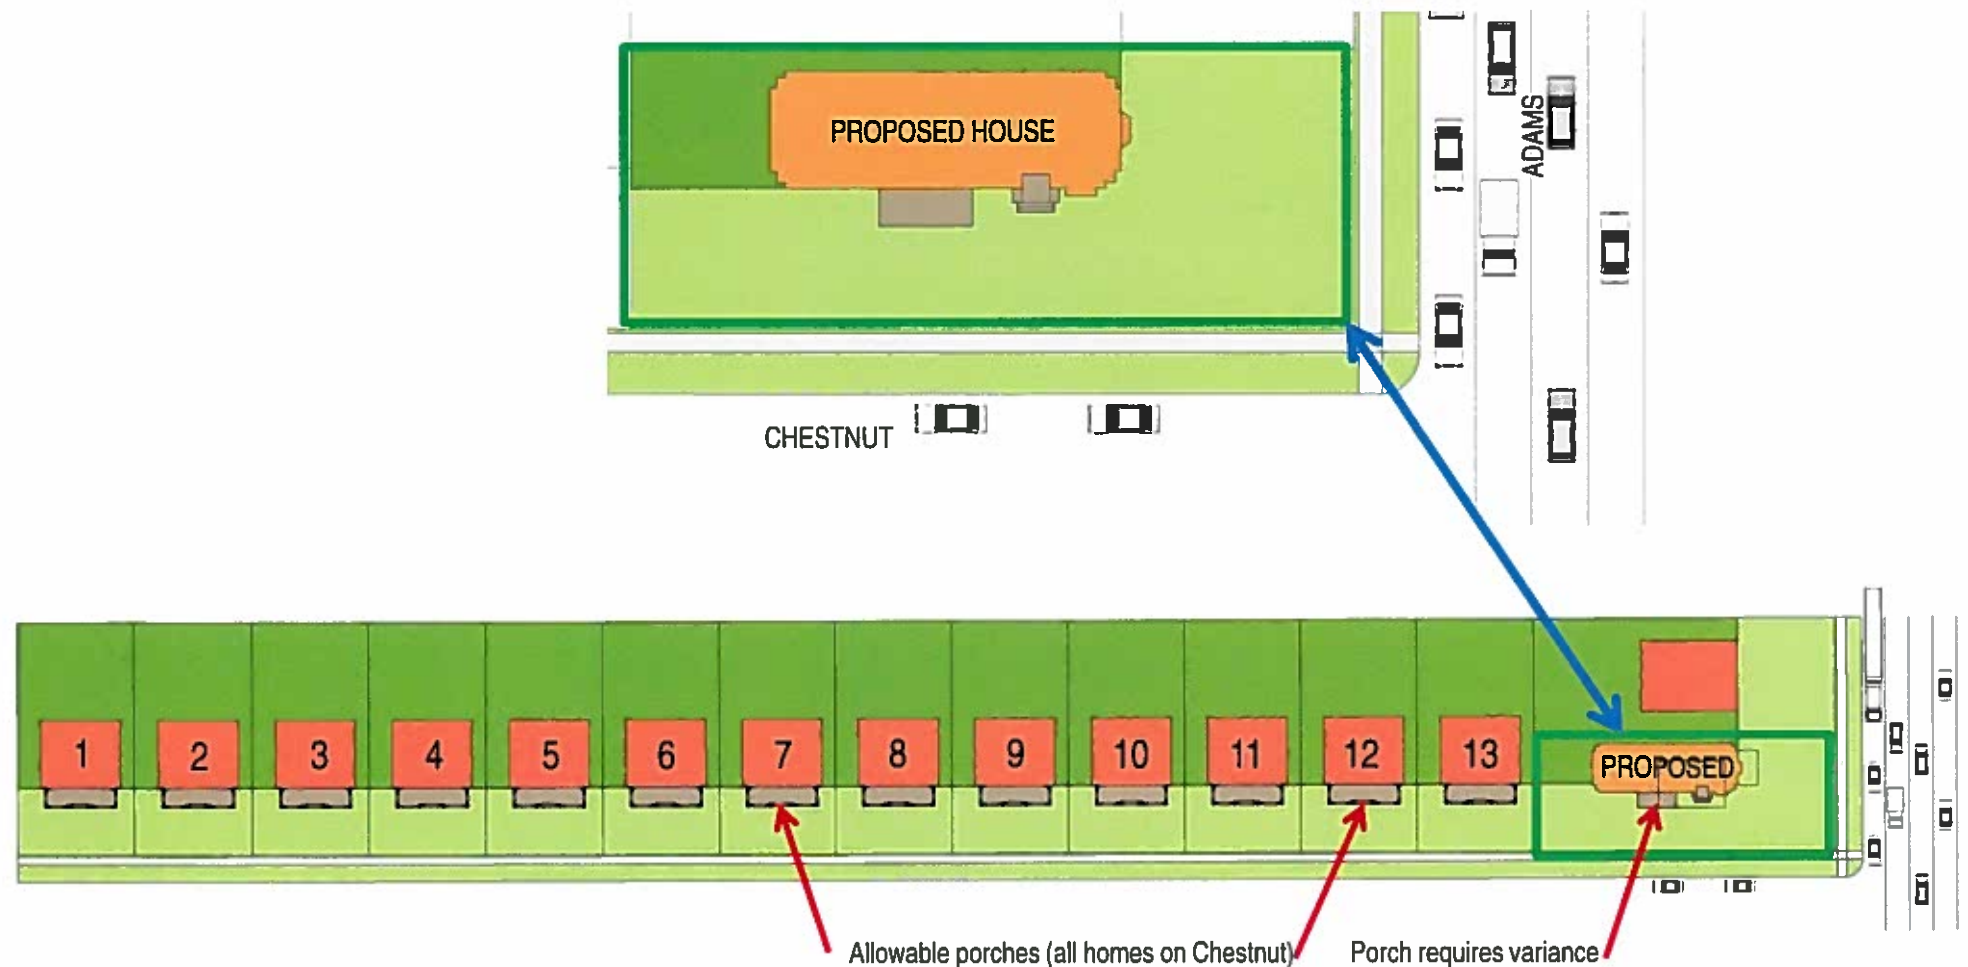 PROPOSED HOUSE
ADAMS
CHESTNUT
1 2 3 4 5 6 7 8 9 10 11 12 13 PROPOSED
Allowable porches (all homes on Chestnut)
Porch requires variance